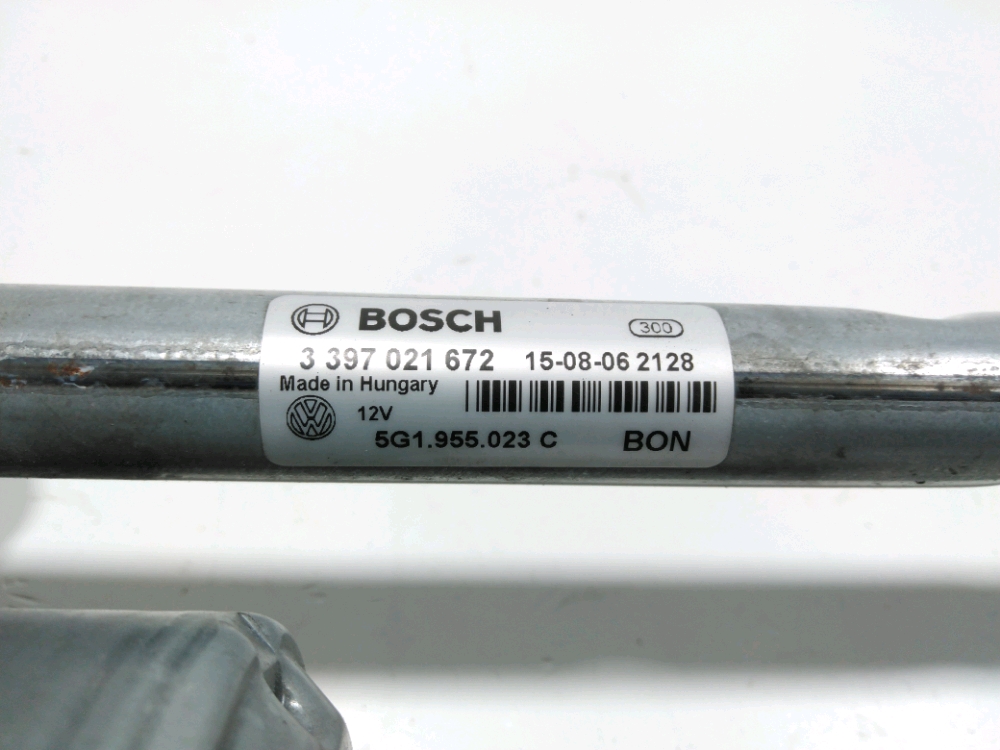 BOSCH 300
3 397 021 672 15-08-06 2128
Made in Hungary
12V
5G1.955.023 C BON